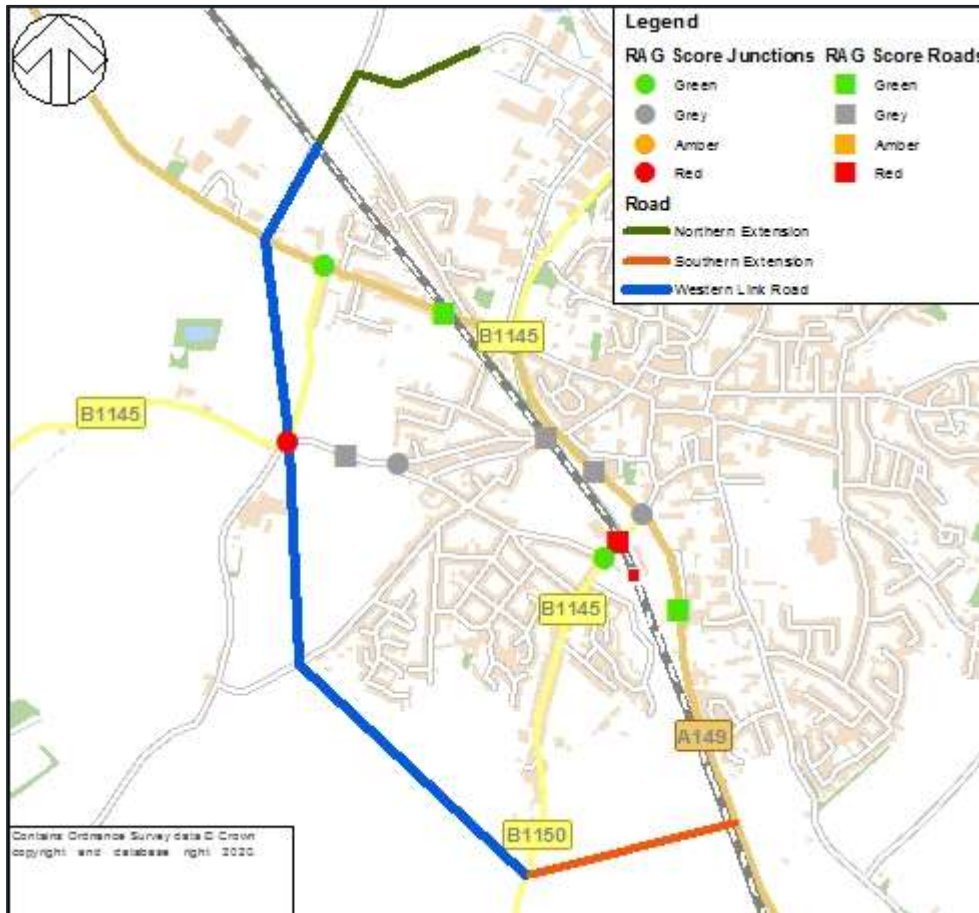 Legend
RAG Score Junctions RAG Score Roads
Green Green
Grey Grey
Amber Amber
Red Red
Road
Northern Extension
Southern Extension
Western Link Road
B1145
B1145
B1145
A149
B1150
Contains Ordnance Survey data © Crown
copyright and database right 2020.